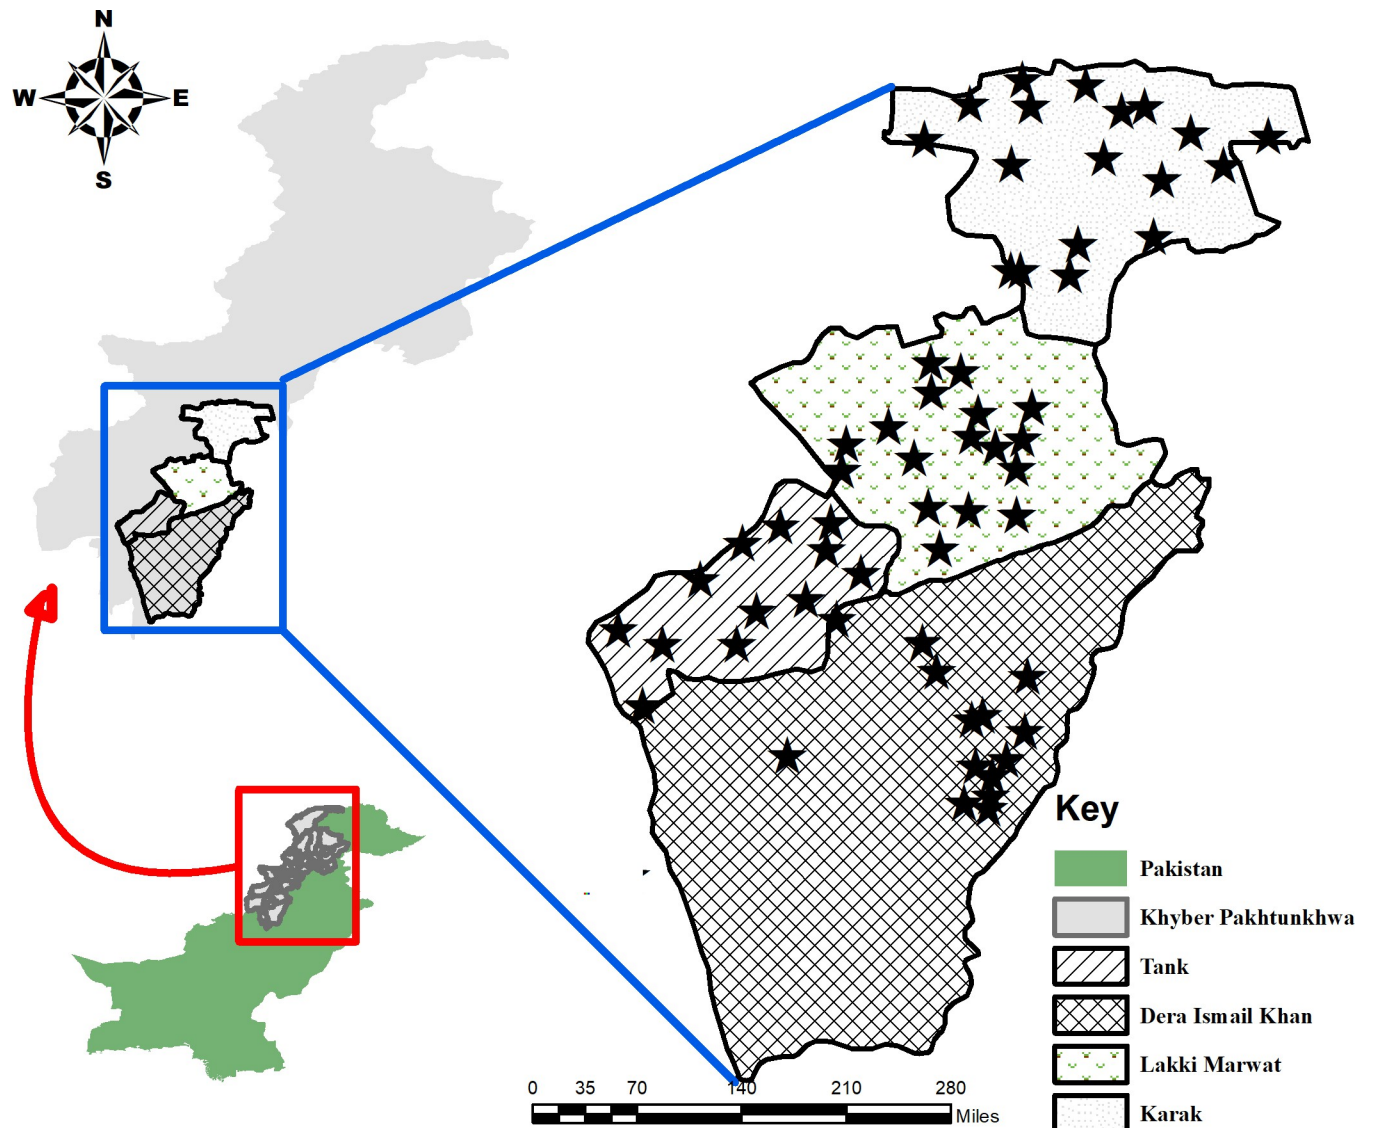 N
W E
S
Key
Pakistan
Khyber Pakhtunkhwa
Tank
Dera Ismail Khan
Lakki Marwat
Karak
0 35 70 140 210 280
Miles